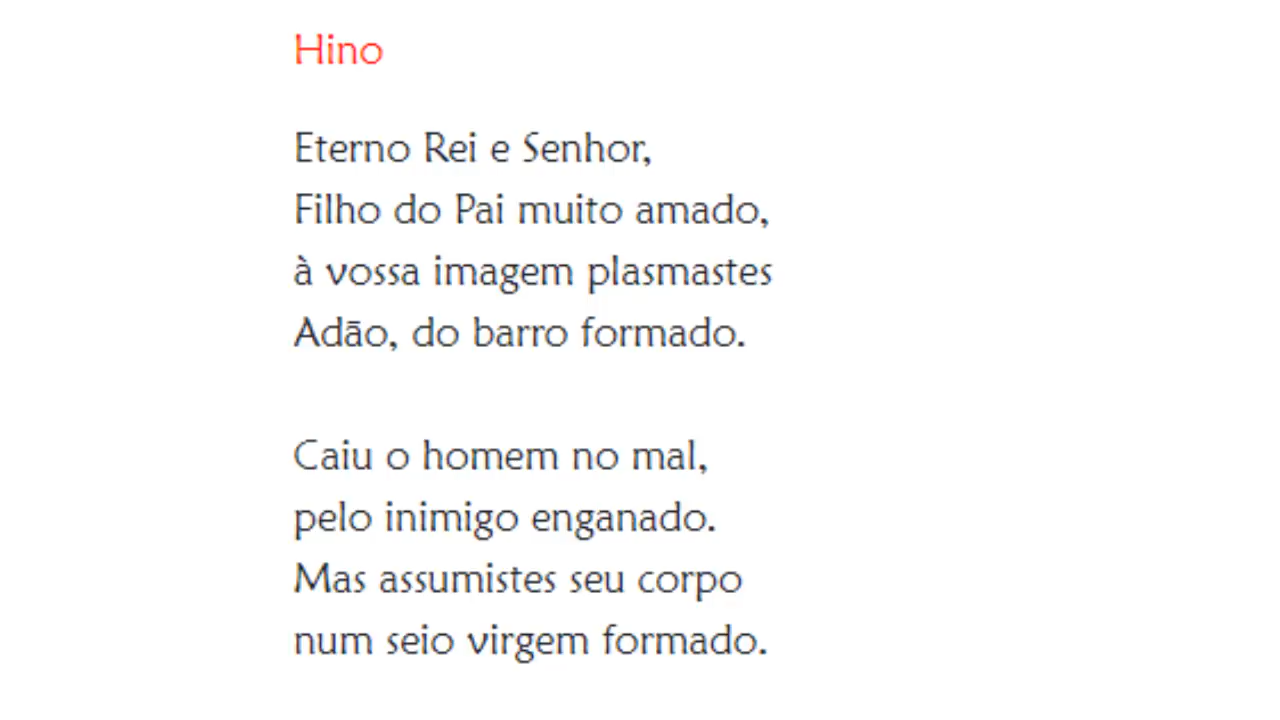 Hino
Eterno Rei e Senhor,
Filho do Pai muito amado,
à vossa imagem plasmastes
Adão, do barro formado.
Caiu o homem no mal,
pelo inimigo enganado.
Mas assumistes seu corpo
num seio virgem formado.